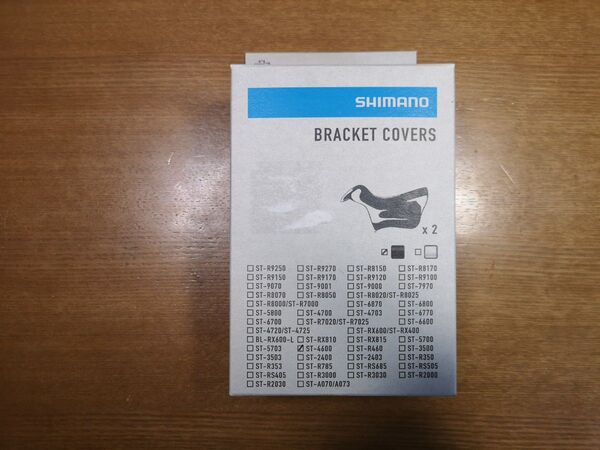 SHIMANO
BRACKET COVERS
x 2
ST-R9250 ST-R9270 ST-R8150 ST-R8170
ST-R9150 ST-R9170 ST-R9120 ST-R9100
ST-9070 ST-9001 ST-9000 ST-7970
ST-R8070 ST-R8050 ST-R8020/ST-R8025
ST-R8000/ST-R7000 ST-6870 ST-6800
ST-5800 ST-4700 ST-4703 ST-6770
ST-6700 ST-R7020/ST-R7025 ST-6600
ST-4720/ST-4725 ST-RX600/ST-RX400
BL-RX600-L ST-RX810 ST-RX815 ST-5700
ST-5703 ST-4600 ST-R460 ST-3500
ST-3503 ST-2400 ST-2403 ST-R350
ST-R353 ST-R785 ST-RS685 ST-RS505
ST-RS405 ST-R3000 ST-R3030 ST-R2000
ST-R2030 ST-A070/A073